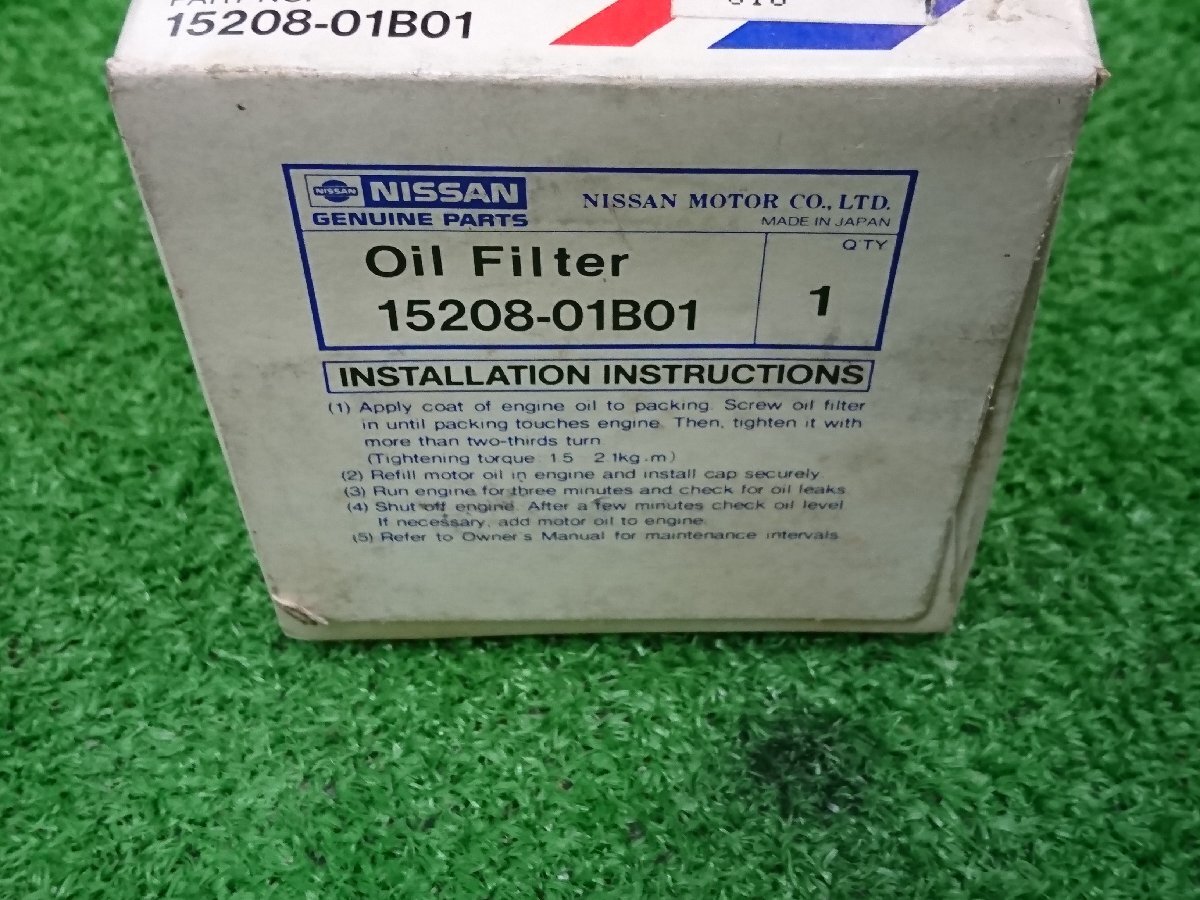 PART NO.
15208-01B01
NISSAN NISSAN
GENUINE PARTS
NISSAN MOTOR CO., LTD.
MADE IN JAPAN
Oil Filter
15208-01B01
Q'TY
1
INSTALLATION INSTRUCTIONS
(1) Apply coat of engine oil to packing. Screw oil filter
in until packing touches engine. Then, tighten it with
more than two-thirds turn.
(Tightening torque: 1.5 2.1kg.m)
(2) Refill motor oil in engine and install cap securely
(3) Run engine for three minutes and check for oil leaks
(4) Shut off engine. After a few minutes check oil level
If necessary, add motor oil to engine.
(5) Refer to Owner's Manual for maintenance intervals.